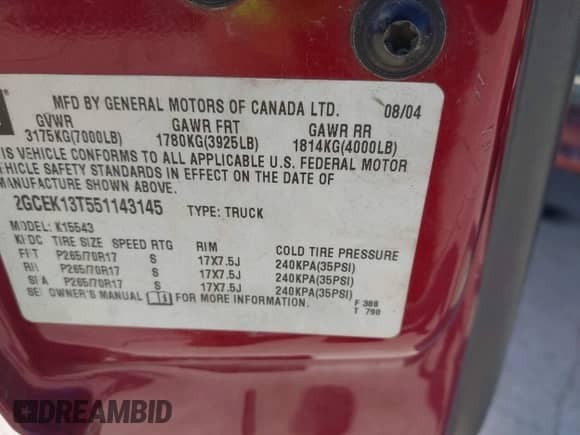 MFD BY GENERAL MOTORS OF CANADA LTD. 08/04
GVWR GAWR FRT GAWR RR
3175KG(7000LB) 1780KG(3925LB) 1814KG(4000LB)
IS VEHICLE CONFORMS TO ALL APPLICABLE U.S. FEDERAL MOTOR
EHICLE SAFETY STANDARDS IN EFFECT ON THE DATE OF
MANUFACTURE SHOWN ABOVE.
2GCEK13T551143145 TYPE: TRUCK
MODEL: K15543
TIRE SIZE SPEED RTG RIM COLD TIRE PRESSURE
FRT P265/70R17 S 17X7.5J 240KPA(35PSI)
P265/70R17 S 17X7.5J 240KPA(35PSI)
P265/70R17 S 17X7.5J 240KPA(35PSI)
SEE OWNER'S MANUAL FOR MORE INFORMATION.
F 388
T 790
DREAMBID